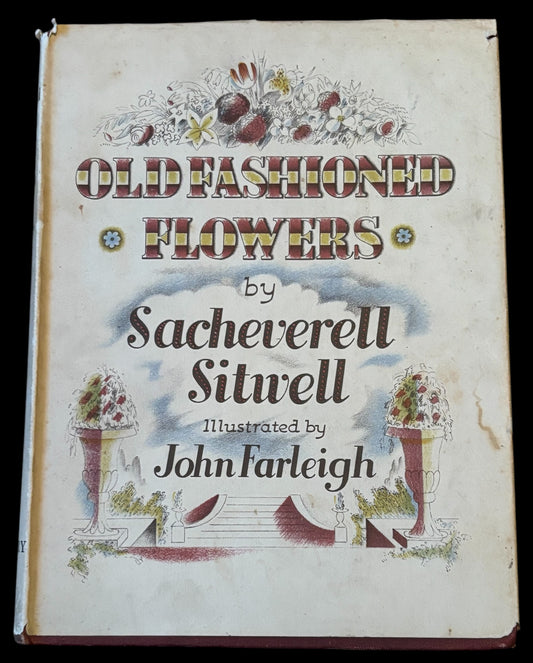 OLD FASHIONED
FLOWERS
by
Sacheverell
Sitwell
Illustrated by
John Farleigh